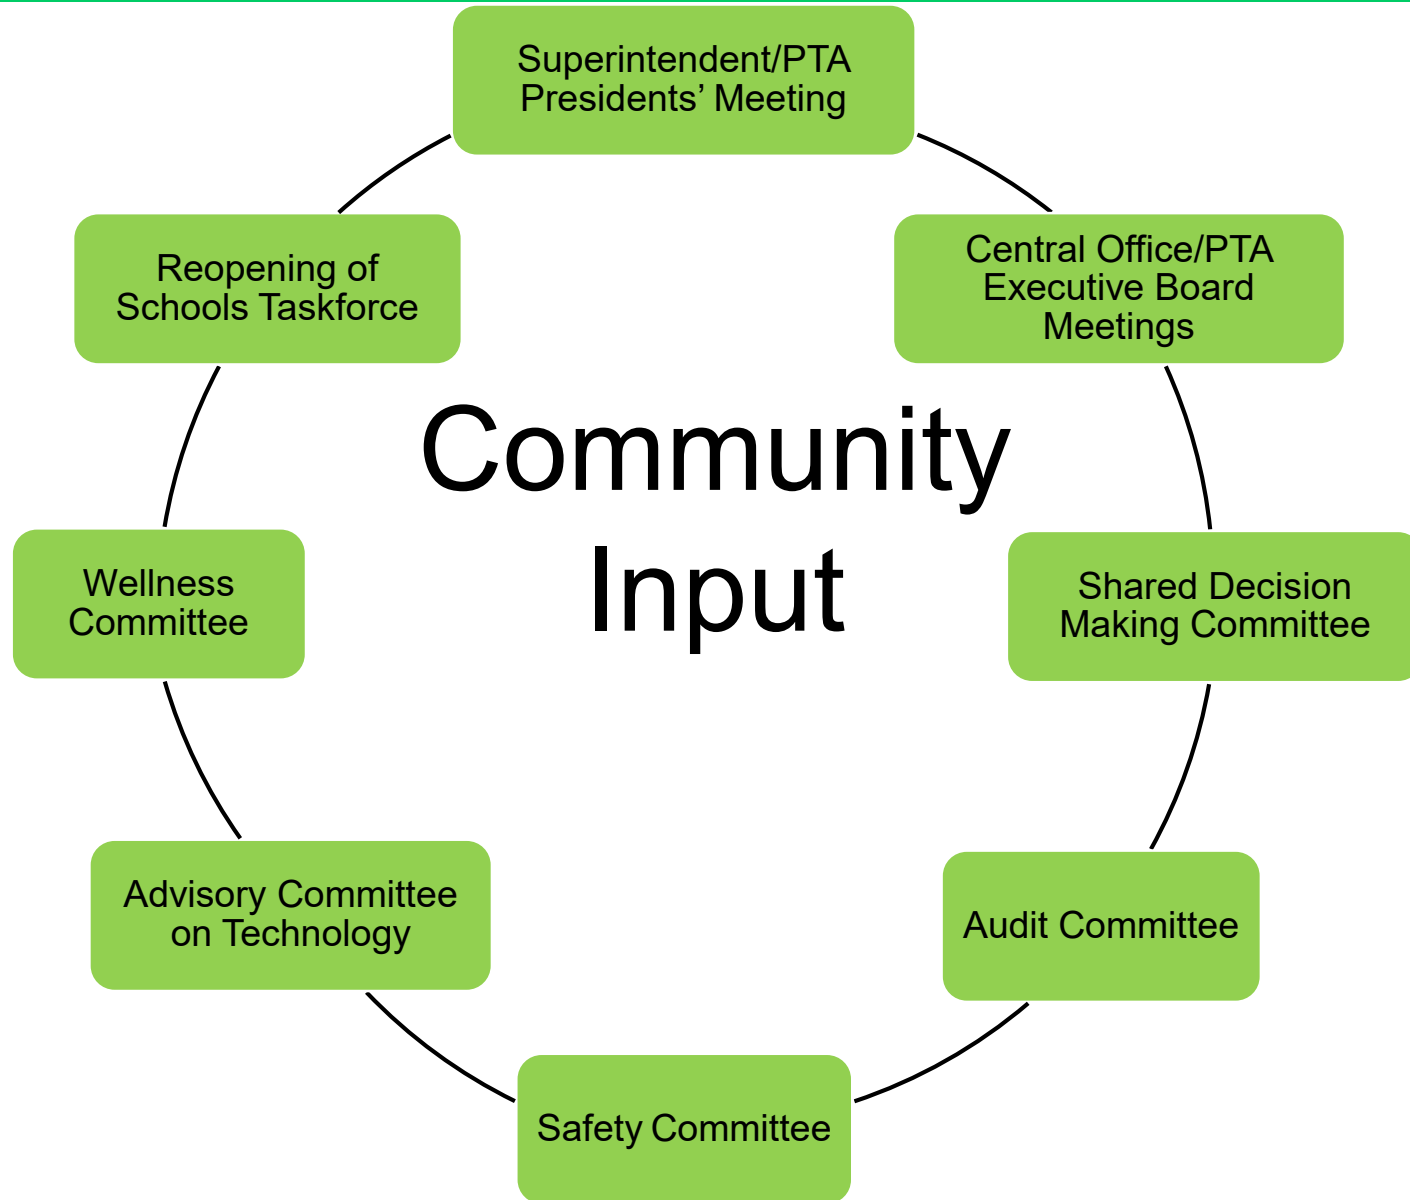 Superintendent/PTA
Presidents’ Meeting
Central Office/PTA
Executive Board
Meetings
Shared Decision
Making Committee
Audit Committee
Safety Committee
Advisory Committee
on Technology
Wellness
Committee
Reopening of
Schools Taskforce
Community
Input